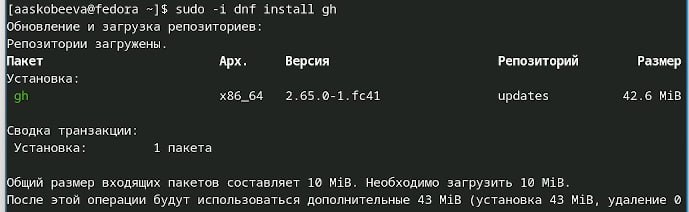 [aaskobeeva@fedora ~]$ sudo -i dnf install gh
Обновление и загрузка репозиториев:
Репозитории загружены.
Пакет Арх. Версия Репозиторий Размер
Установка:
gh x86_64 2.65.0-1.fc41 updates 42.6 MiB
Сводка транзакции:
Установка: 1 пакета
Общий размер входящих пакетов составляет 10 MiB. Необходимо загрузить 10 MiB.
После этой операции будут использоваться дополнительные 43 MiB (установка 43 MiB, удаление 0